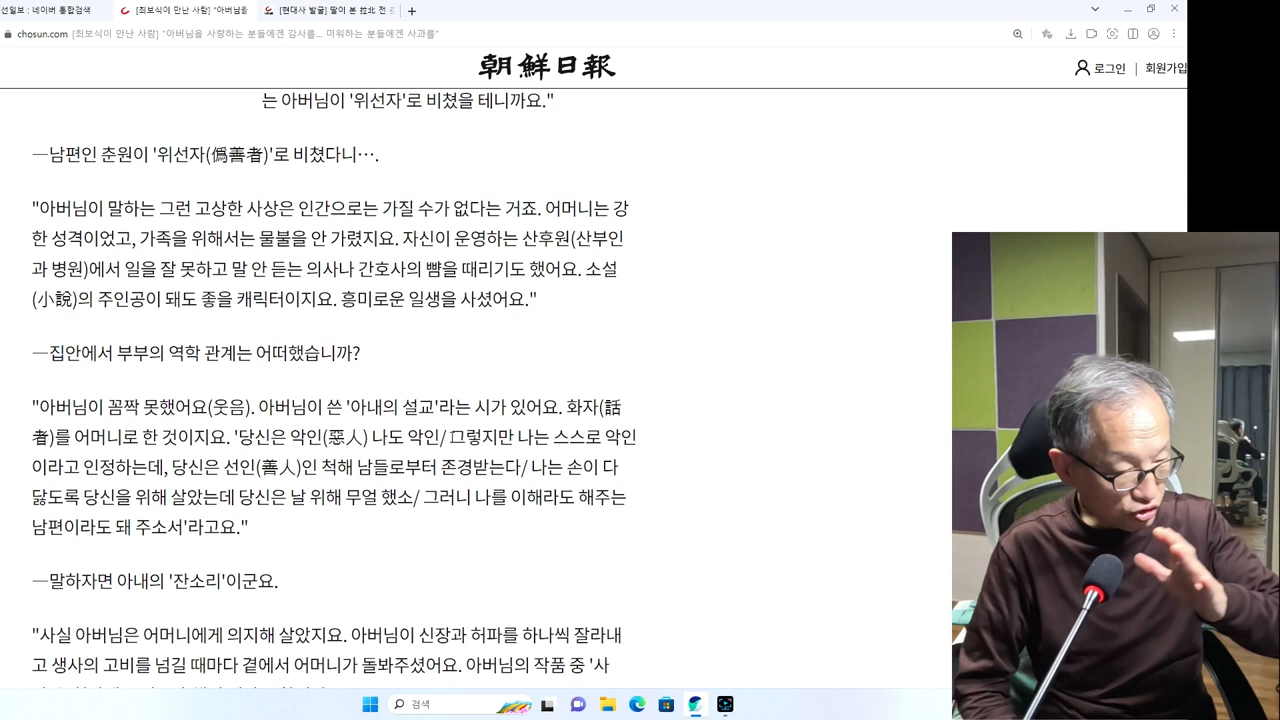 선일보 : 네이버 통합검색
[최보식이 만난 사람] "아버님을
[현대사 발굴] 딸이 본 拉北 전
chosun.com [최보식이 만난 사람] "아버님을 사랑하는 분들에겐 감사를... 미워하는 분들에겐 사과를"
朝鮮日報
로그인 | 회원가입
는 아버님이 '위선자'로 비쳤을 테니까요."
―남편인 춘원이 '위선자(僞善者)'로 비쳤다니….
"아버님이 말하는 그런 고상한 사상은 인간으로는 가질 수가 없다는 거죠. 어머니는 강
한 성격이었고, 가족을 위해서는 물불을 안 가렸지요. 자신이 운영하는 산후원(산부인
과 병원)에서 일을 잘 못하고 말 안 듣는 의사나 간호사의 뺨을 때리기도 했어요. 소설
(小說)의 주인공이 돼도 좋을 캐릭터이지요. 흥미로운 일생을 사셨어요."
―집안에서 부부의 역학 관계는 어떠했습니까?
"아버님이 꼼짝 못했어요(웃음). 아버님이 쓴 '아내의 설교'라는 시가 있어요. 화자(話
者)를 어머니로 한 것이지요. '당신은 악인(惡人) 나도 악인/ 그렇지만 나는 스스로 악인
이라고 인정하는데, 당신은 선인(善人)인 척해 남들로부터 존경받는다/ 나는 손이 다
닳도록 당신을 위해 살았는데 당신은 날 위해 무얼 했소/ 그러니 나를 이해라도 해주는
남편이라도 돼 주소서'라고요."
―말하자면 아내의 '잔소리'이군요.
"사실 아버님은 어머니에게 의지해 살았지요. 아버님이 신장과 허파를 하나씩 잘라내
고 생사의 고비를 넘길 때마다 곁에서 어머니가 돌봐주셨어요. 아버님의 작품 중 '사
검색